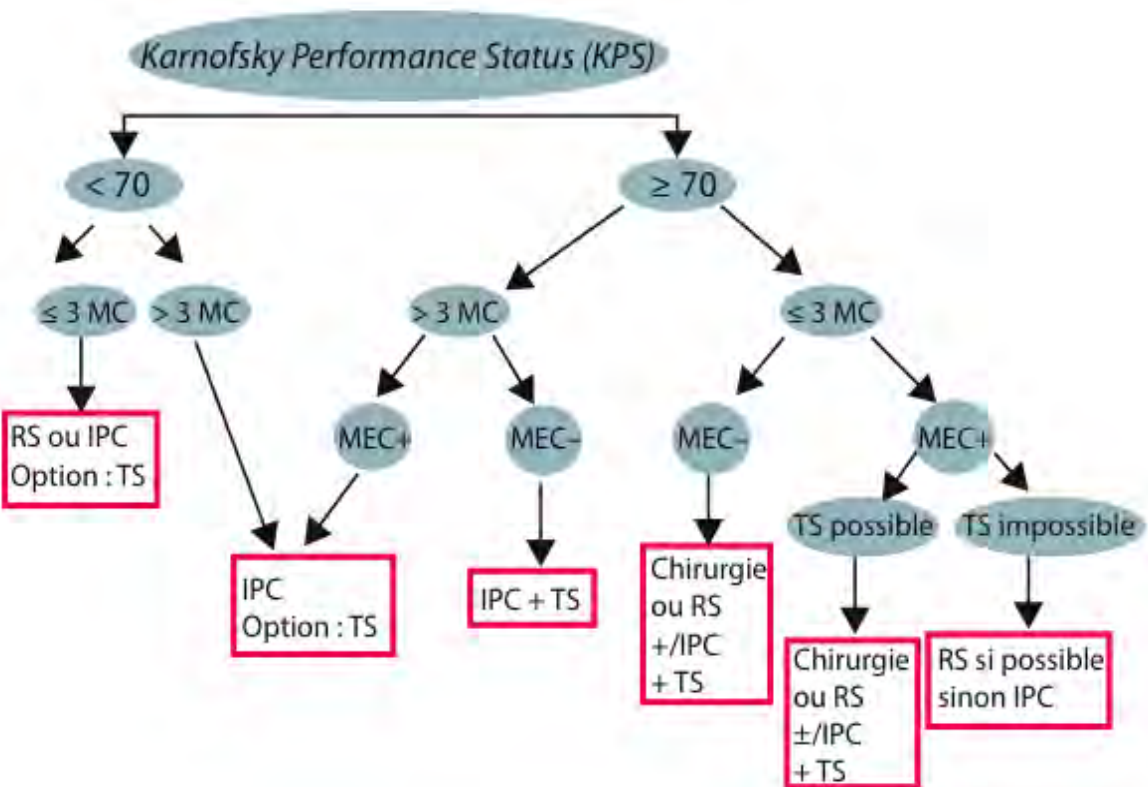 Karnofsky Performance Status (KPS)
< 70
≥ 70
≤ 3 MC
> 3 MC
> 3 MC
≤ 3 MC
MEC+
MEC–
MEC–
MEC+
TS possible
TS impossible
RS ou IPC
Option : TS
IPC
Option : TS
IPC + TS
Chirurgie
ou RS
+/IPC
+ TS
Chirurgie
ou RS
±/IPC
+ TS
RS si possible
sinon IPC